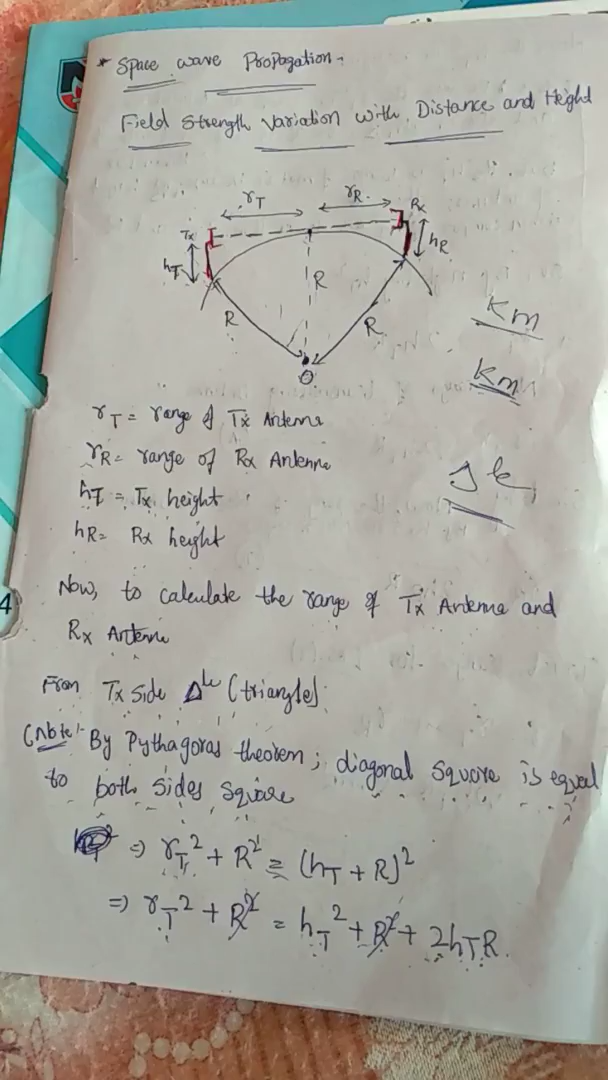 * Space wave Propagation -
Field Strength Variation with Distance and Height
rT
rR.
Rx
Tx
hT
hR
R
R
R
O
Km
Km
rT = range of Tx Antenna
rR = range of Rx Antenna
hT = Tx height
hR = Rx height
Now, to calculate the range of Tx Antenna and
4
Rx Antenna
From Tx side Δle (triangle)
(Note:- By Pythagoras theorem; diagonal square is equal
to both sides square
⇒ rT² + R² = (hT + R)²
⇒ rT² + R² = hT² + R² + 2hTR.